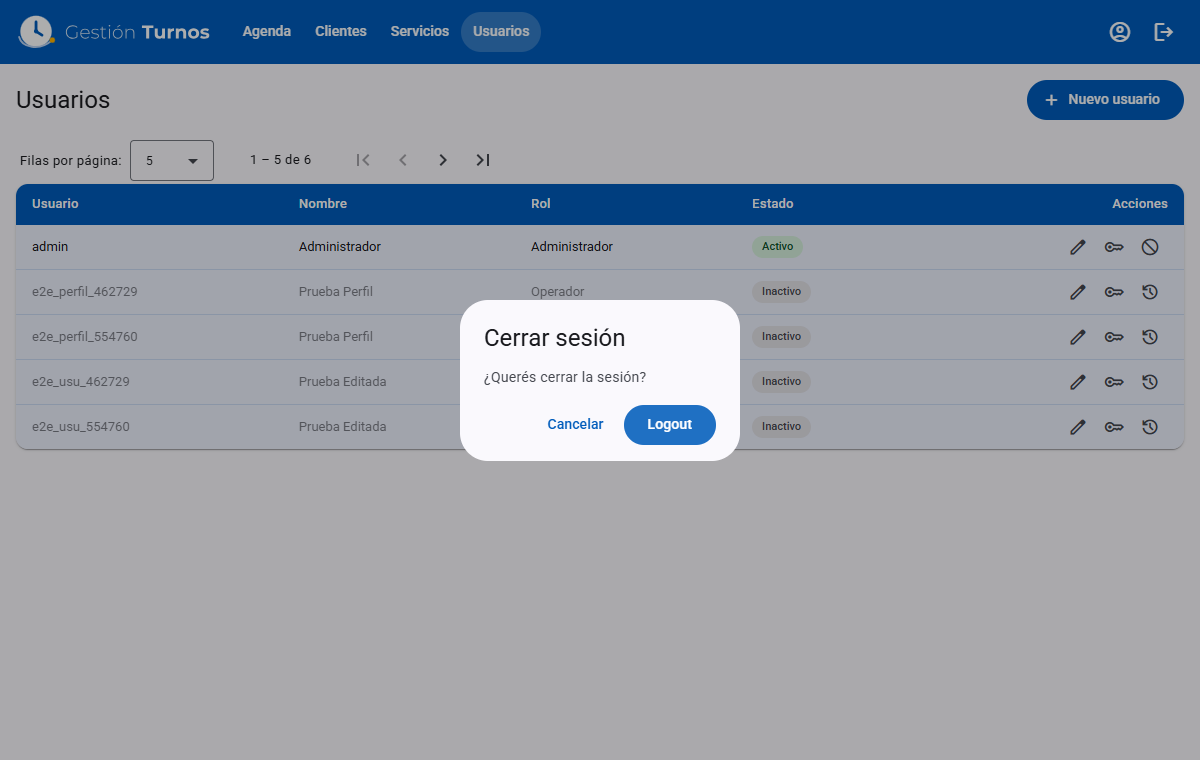 Gestión Turnos Agenda Clientes Servicios Usuarios
Usuarios
Nuevo usuario
Filas por página: 5 1 – 5 de 6
Usuario Nombre Rol Estado Acciones
admin Administrador Administrador Activo
e2e_perfil_462729 Prueba Perfil Operador Inactivo
e2e_perfil_554760 Prueba Perfil Inactivo
e2e_usu_462729 Prueba Editada Inactivo
e2e_usu_554760 Prueba Editada Inactivo
Cerrar sesión
¿Querés cerrar la sesión?
Cancelar Logout